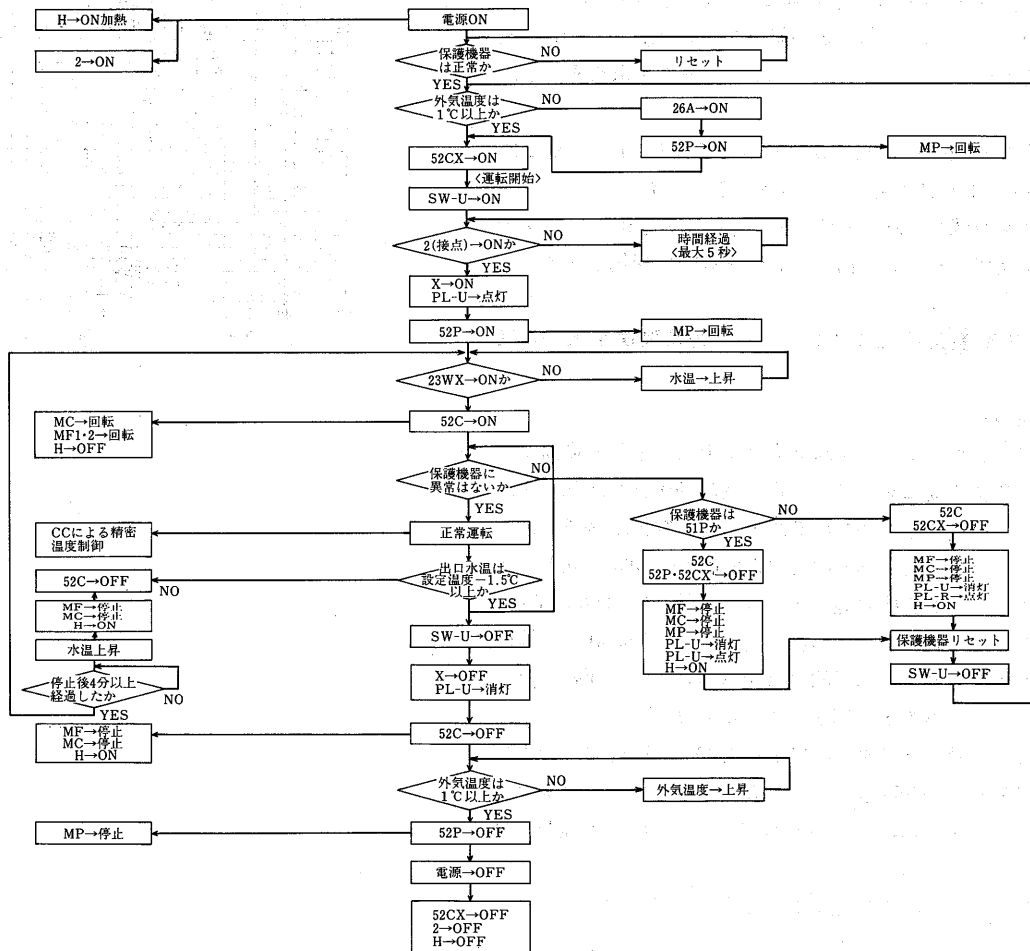 H→ON加熱
電源ON
2→ON
保護機器
は正常か
NO
リセット
YES
外気温度は
1℃以上か
NO
26A→ON
YES
52P→ON
MP→回転
52CX→ON
〈運転開始〉
SW-U→ON
2(接点)→ONか
NO
時間経過
〈最大5秒〉
YES
X→ON
PL-U→点灯
52P→ON
MP→回転
23WX→ONか
NO
水温→上昇
MC→回転
MF1・2→回転
H→OFF
52C→ON
保護機器に
異常はないか
NO
YES
保護機器は
51Pか
NO
52C
52CX→OFF
YES
CCによる精密
温度制御
正常運転
52C
52P・52CX→OFF
MF→停止
MC→停止
MP→停止
PL-U→消灯
PL-R→点灯
H→ON
出口水温は
設定温度-1.5℃
以上か
YES
52C→OFF
NO
MF→停止
MC→停止
H→ON
MF→停止
MC→停止
MP→停止
PL-U→消灯
PL-U→点灯
H→ON
SW-U→OFF
保護機器リセット
水温上昇
X→OFF
PL-U→消灯
SW-U→OFF
停止後4分以上
経過したか
NO
YES
MF→停止
MC→停止
H→ON
52C→OFF
外気温度は
1℃以上か
NO
外気温度→上昇
YES
MP→停止
52P→OFF
電源→OFF
52CX→OFF
2→OFF
H→OFF